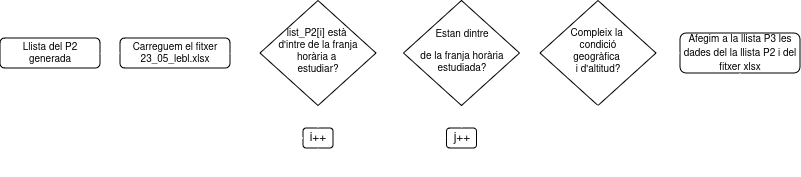 Llista del P2
generada
Carreguem el fitxer
23_05_lebl.xlsx
list_P2[i] està
d'intre de la franja
horària a
estudiar?
Estan dintre
de la franja horària
estudiada?
Compleix la
condició
geogràfica
i d'altitud?
Afegim a la llista P3 les
dades del la llista P2 i del
fitxer xlsx
i++
j++